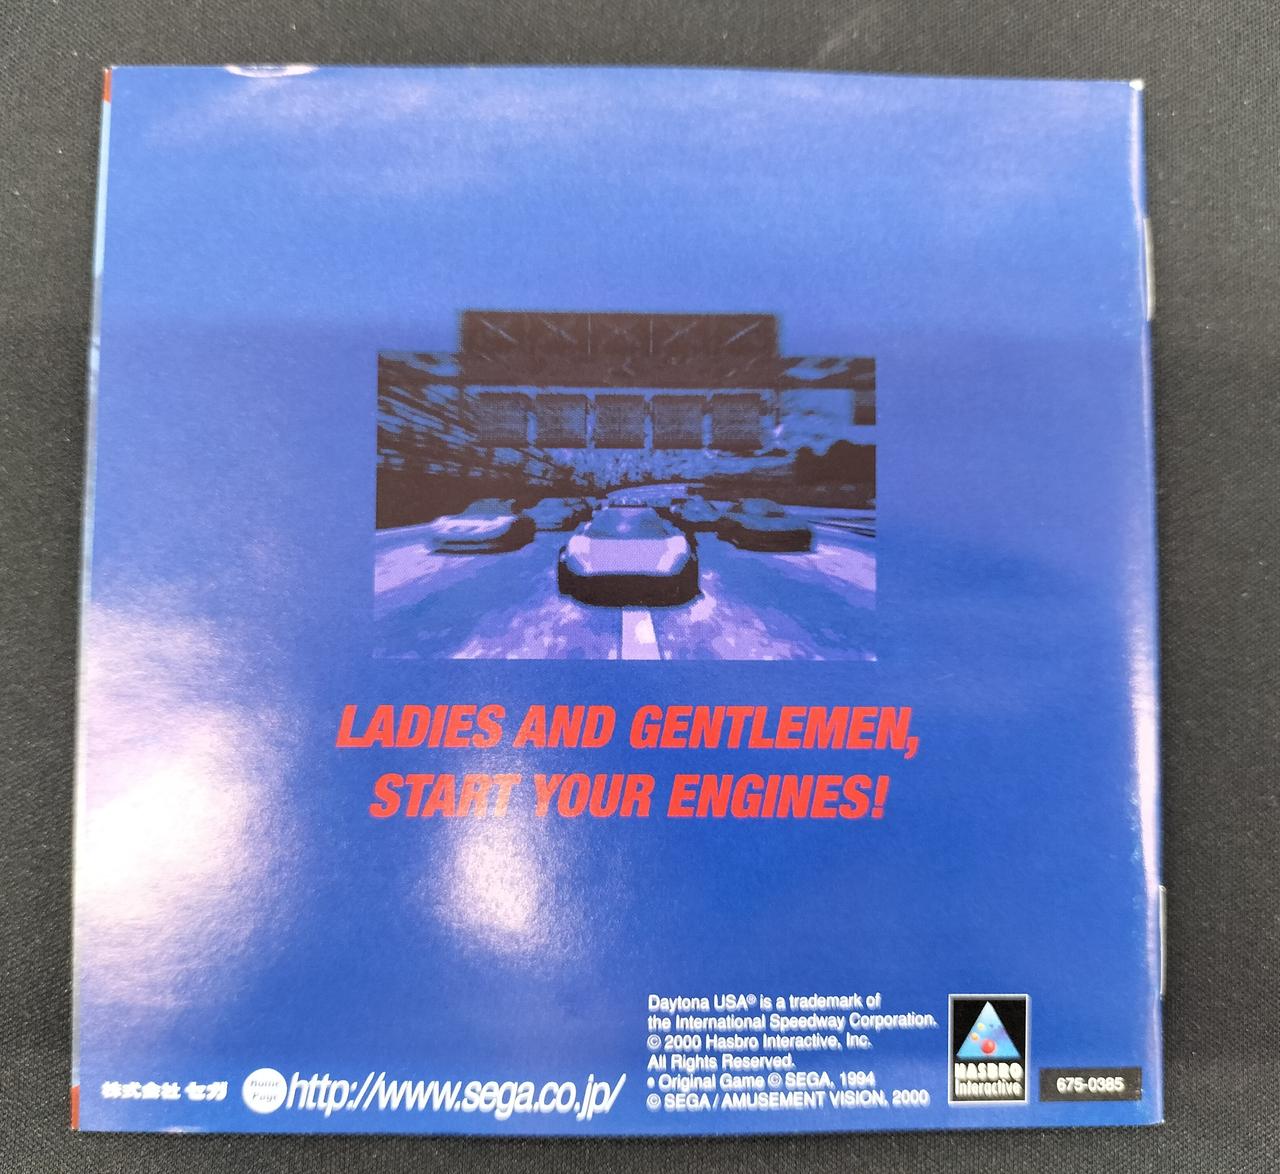 LADIES AND GENTLEMEN,
START YOUR ENGINES!
Daytona USA® is a trademark of
the International Speedway Corporation.
© 2000 Hasbro Interactive, Inc.
All Rights Reserved.
• Original Game © SEGA, 1994
© SEGA / AMUSEMENT VISION, 2000
HASBRO
Interactive
675-0385
株式会社 セガ
Home
Page
http://www.sega.co.jp/